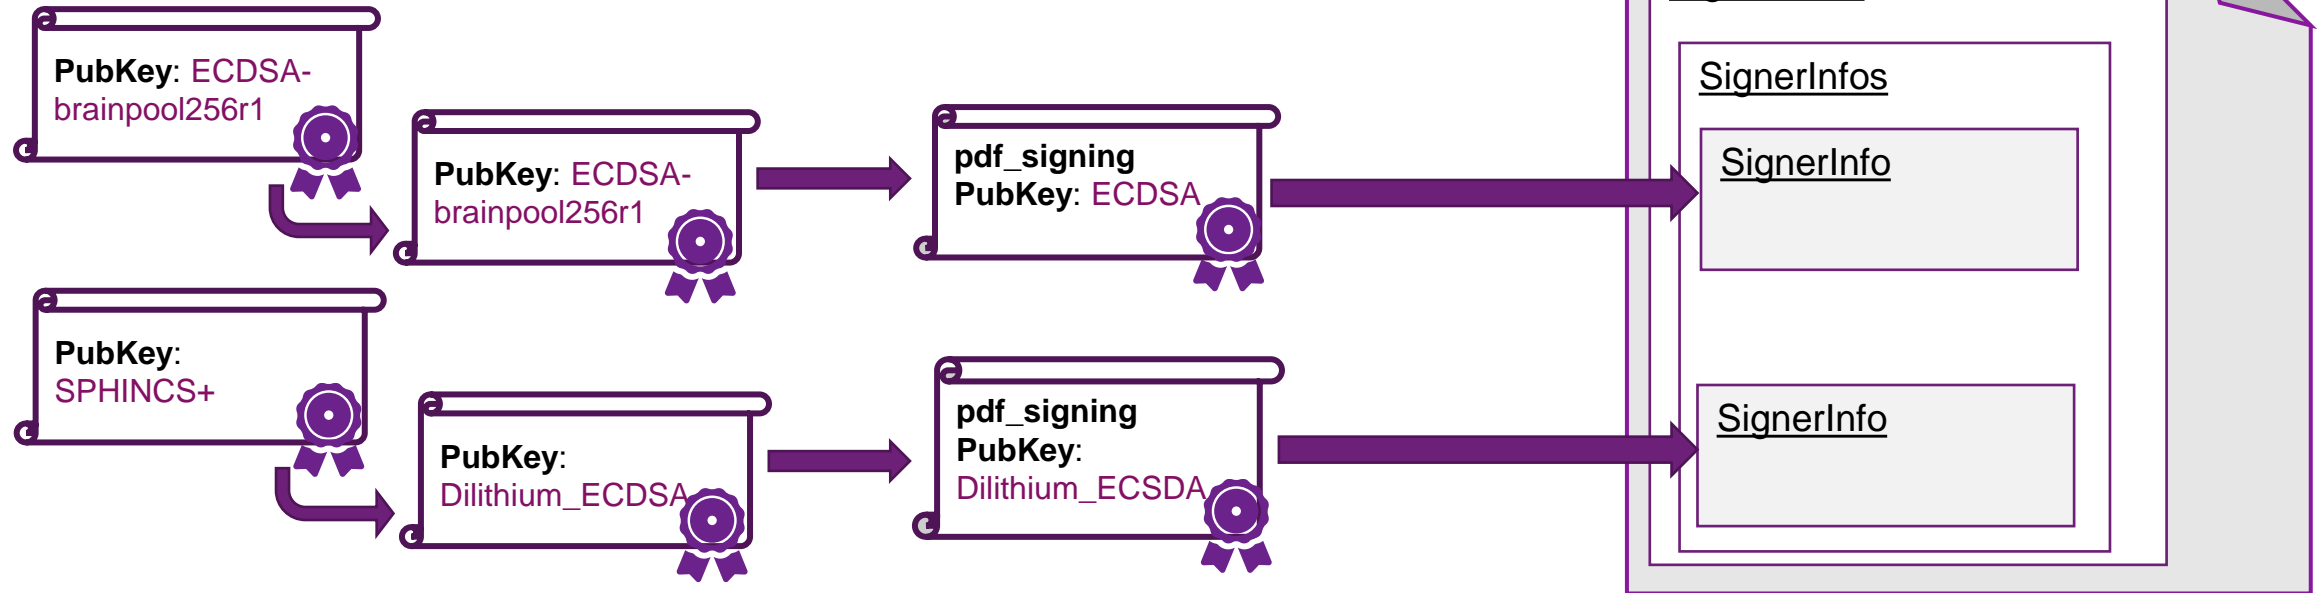 PubKey: ECDSA-
brainpool256r1
PubKey: ECDSA-
brainpool256r1
pdf_signing
PubKey: ECDSA
SignerInfos
SignerInfo
PubKey:
SPHINCS+
PubKey:
Dilithium_ECDSA
pdf_signing
PubKey:
Dilithium_ECSDA
SignerInfo